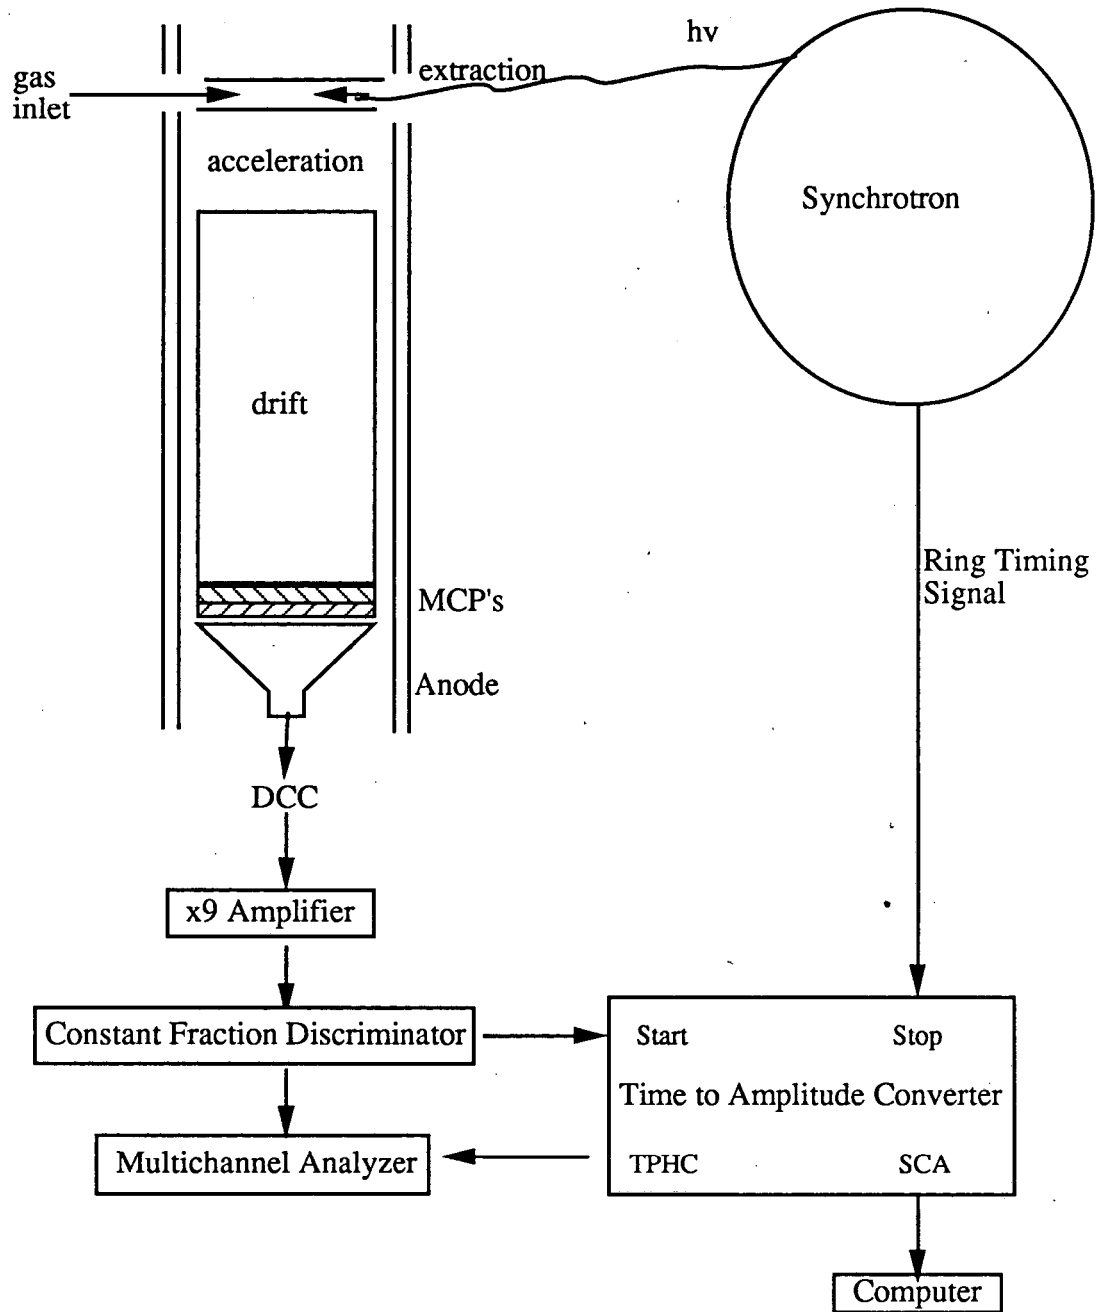 hv
gas
inlet
extraction
acceleration
Synchrotron
drift
Ring Timing
Signal
MCP's
Anode
DCC
x9 Amplifier
Constant Fraction Discriminator
Start
Stop
Time to Amplitude Converter
Multichannel Analyzer
TPHC
SCA
Computer